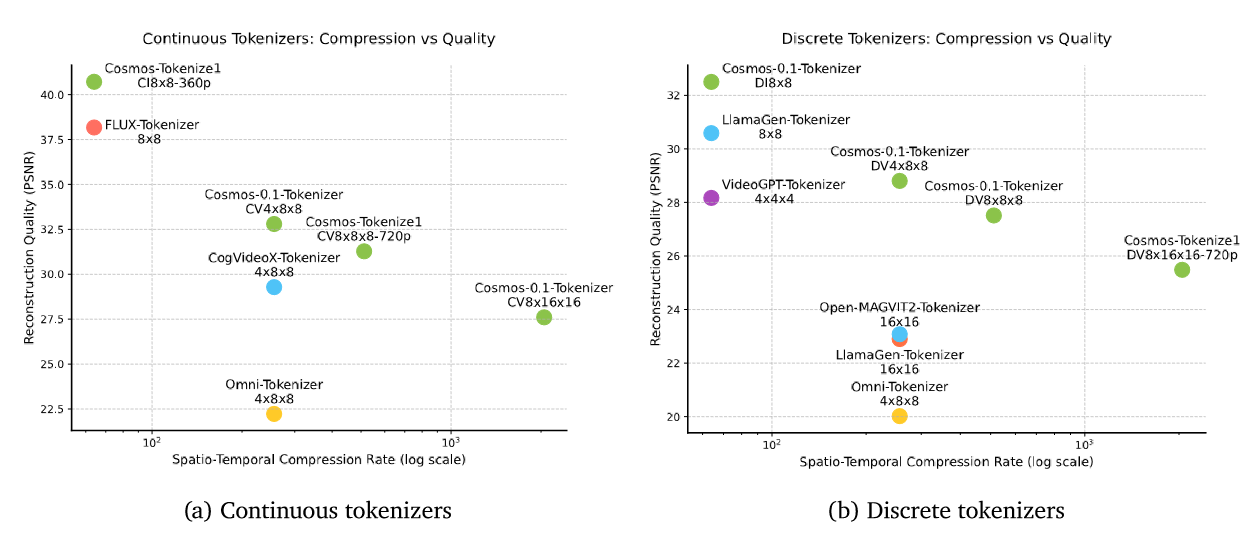 Continuous Tokenizers: Compression vs Quality
Reconstruction Quality (PSNR)
40.0
37.5
35.0
32.5
30.0
27.5
25.0
22.5
Cosmos-Tokenize1
CI8x8-360p
FLUX-Tokenizer
8x8
Cosmos-0.1-Tokenizer
CV4x8x8
Cosmos-Tokenize1
CV8x8x8-720p
CogVideoX-Tokenizer
4x8x8
Cosmos-0.1-Tokenizer
CV8x16x16
Omni-Tokenizer
4x8x8
10²
10³
Spatio-Temporal Compression Rate (log scale)
(a) Continuous tokenizers
Discrete Tokenizers: Compression vs Quality
Reconstruction Quality (PSNR)
32
30
28
26
24
22
20
Cosmos-0.1-Tokenizer
DI8x8
LlamaGen-Tokenizer
8x8
Cosmos-0.1-Tokenizer
DV4x8x8
VideoGPT-Tokenizer
4x4x4
Cosmos-0.1-Tokenizer
DV8x8x8
Cosmos-Tokenize1
DV8x16x16-720p
Open-MAGVIT2-Tokenizer
16x16
LlamaGen-Tokenizer
16x16
Omni-Tokenizer
4x8x8
10²
10³
Spatio-Temporal Compression Rate (log scale)
(b) Discrete tokenizers